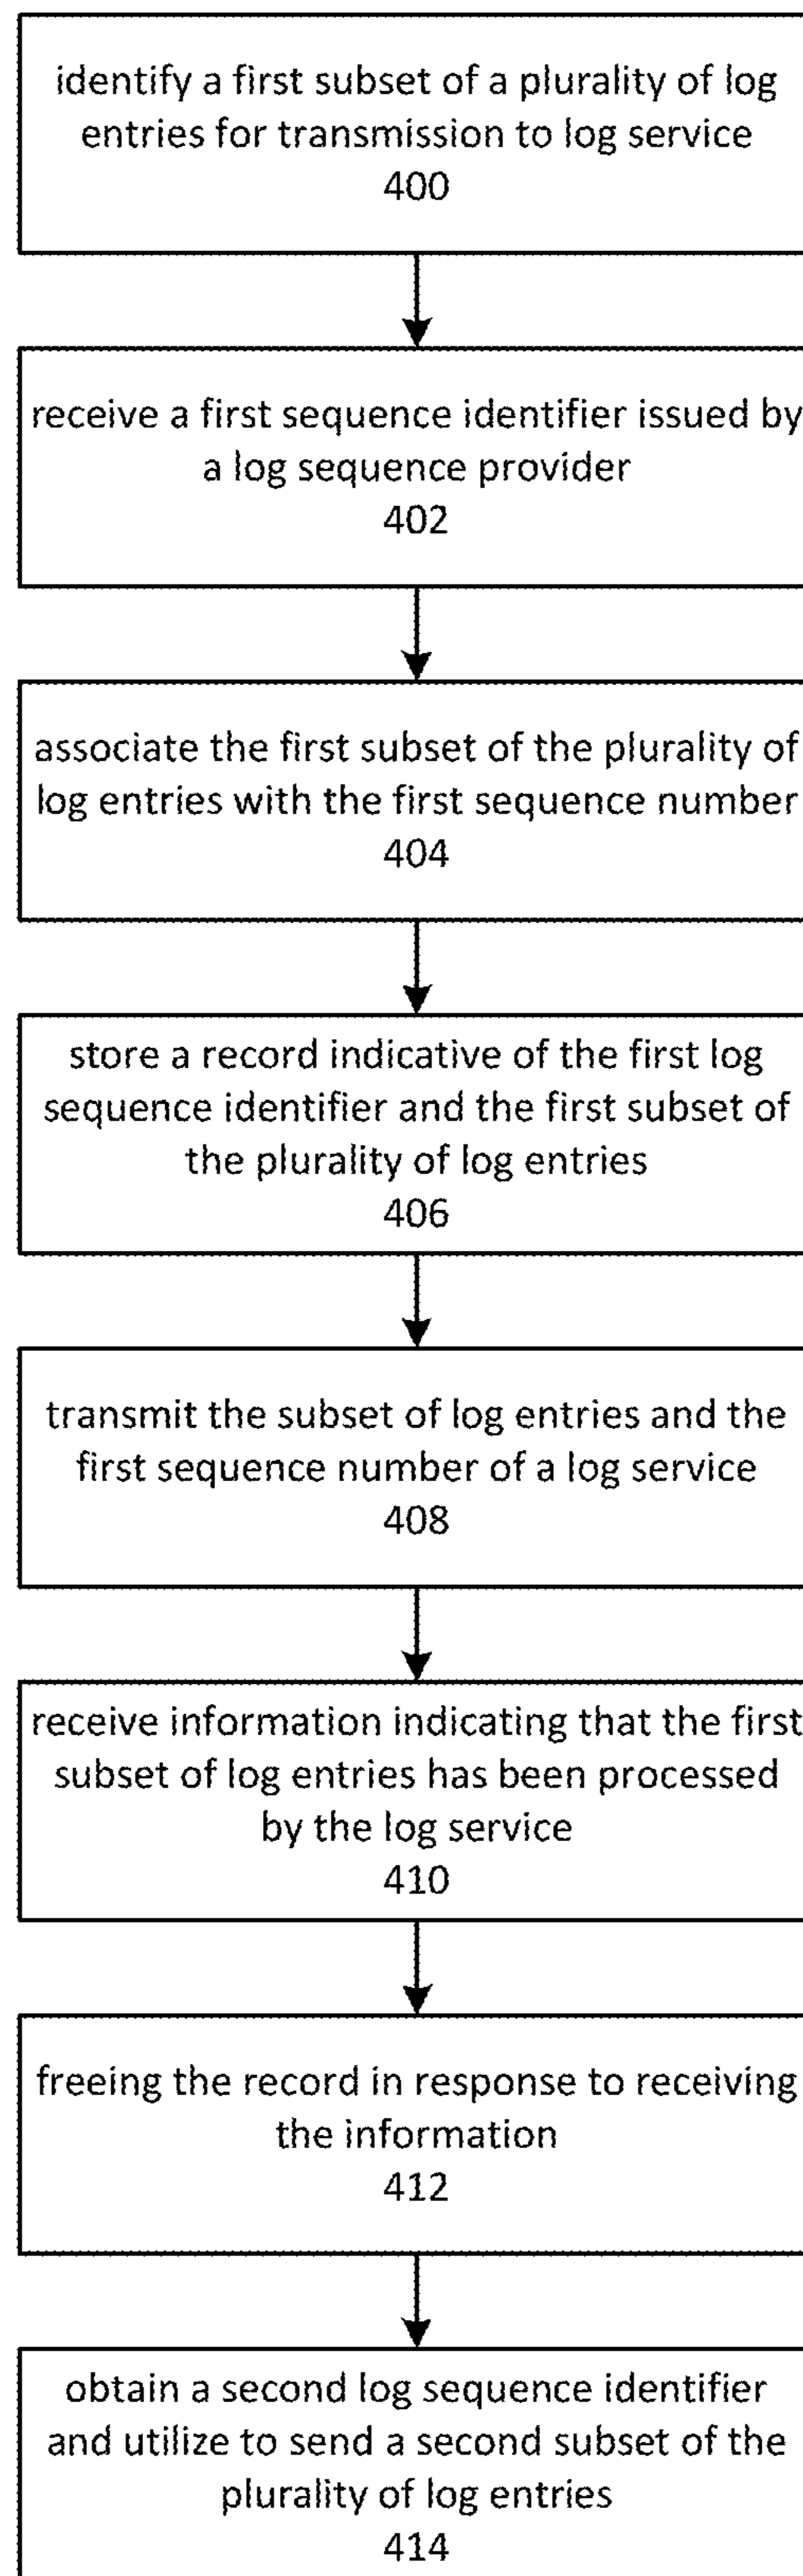 identify a first subset of a plurality of log
entries for transmission to log service
400
receive a first sequence identifier issued by
a log sequence provider
402
associate the first subset of the plurality of
log entries with the first sequence number
404
store a record indicative of the first log
sequence identifier and the first subset of
the plurality of log entries
406
transmit the subset of log entries and the
first sequence number of a log service
408
receive information indicating that the first
subset of log entries has been processed
by the log service
410
freeing the record in response to receiving
the information
412
obtain a second log sequence identifier
and utilize to send a second subset of the
plurality of log entries
414